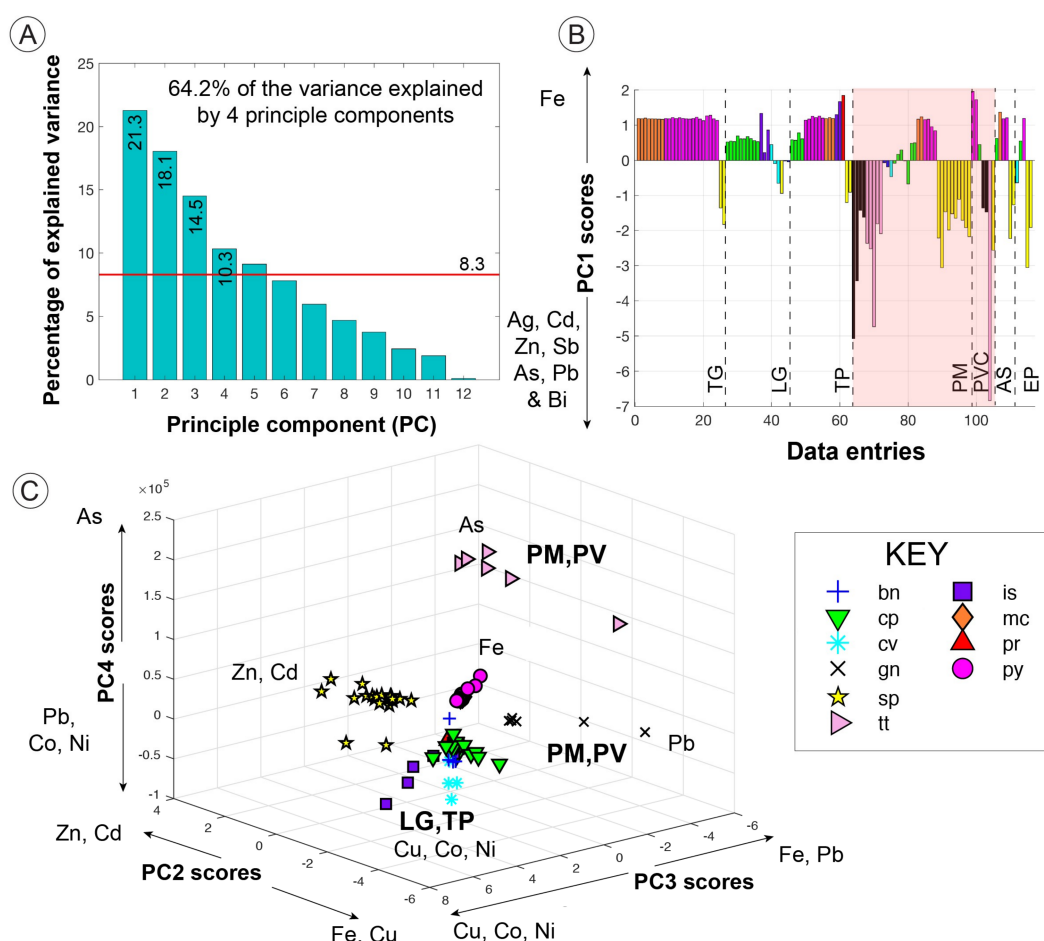 A
Percentage of explained variance
25
20
15
10
5
0
64.2% of the variance explained
by 4 principle components
21.3
18.1
14.5
10.3
8.3
1 2 3 4 5 6 7 8 9 10 11 12
Principle component (PC)
B
Fe
Ag, Cd,
Zn, Sb
As, Pb
& Bi
PC1 scores
2
1
0
-1
-2
-3
-4
-5
-6
-7
TG
LG
TP
PM
PVC
AS
EP
0 20 40 60 80 100
Data entries
C
×10⁵
As
PC4 scores
Pb,
Co, Ni
2.5
2
1.5
1
0.5
0
-0.5
-1
As
PM,PV
Fe
Zn, Cd
Pb
PM,PV
LG,TP
Cu, Co, Ni
4
2
0
-2
-4
-6
Zn, Cd
PC2 scores
Fe, Cu
8
6
4
2
0
-2
-4
-6
PC3 scores
Fe, Pb
Cu, Co, Ni
KEY
bn
cp
cv
gn
sp
tt
is
mc
pr
py